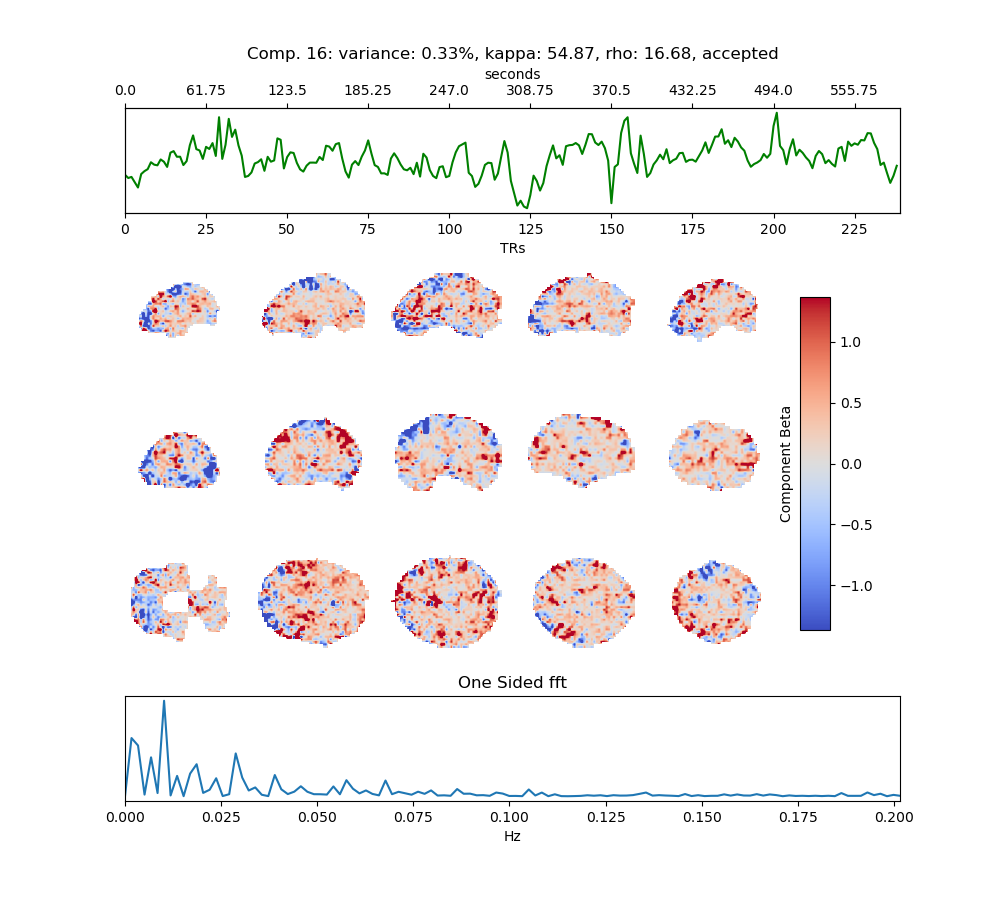 Comp. 16: variance: 0.33%, kappa: 54.87, rho: 16.68, accepted
seconds
0.0 61.75 123.5 185.25 247.0 308.75 370.5 432.25 494.0 555.75
0 25 50 75 100 125 150 175 200 225
TRs
1.0
0.5
0.0
−0.5
−1.0
Component Beta
One Sided fft
0.000 0.025 0.050 0.075 0.100 0.125 0.150 0.175 0.200
Hz